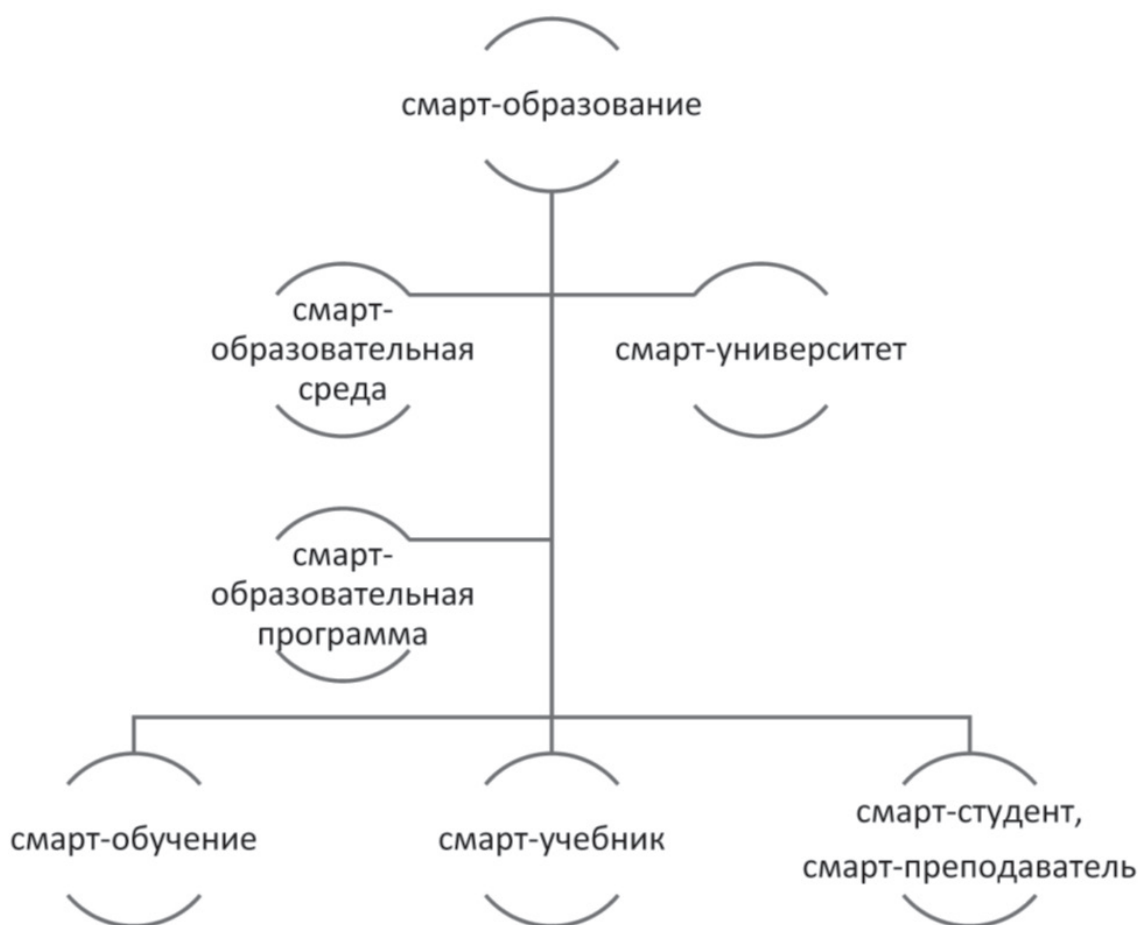 смарт-образование
смарт-
образовательная
среда
смарт-университет
смарт-
образовательная
программа
смарт-обучение
смарт-учебник
смарт-студент,
смарт-преподаватель